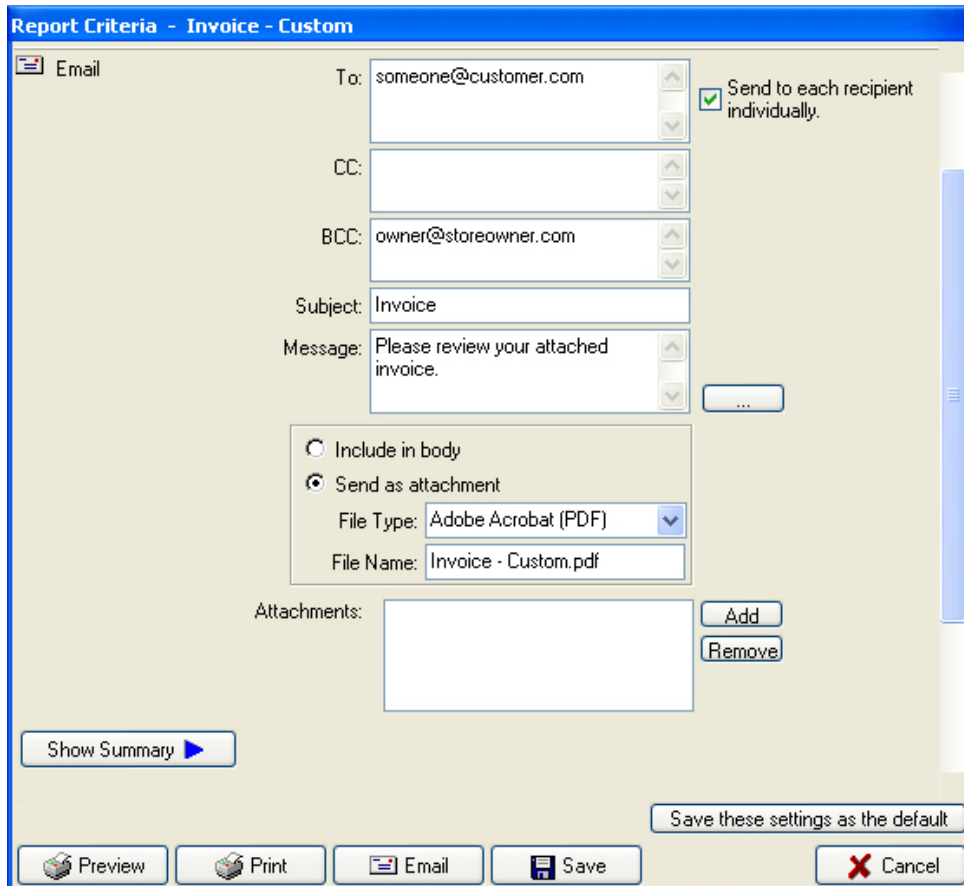 Report Criteria - Invoice - Custom
Email
To: someone@customer.com
Send to each recipient
individually.
CC:
BCC: owner@storeowner.com
Subject: Invoice
Message: Please review your attached
invoice.
...
Include in body
Send as attachment
File Type: Adobe Acrobat (PDF)
File Name: Invoice - Custom.pdf
Attachments:
Add
Remove
Show Summary
Save these settings as the default
Preview Print Email Save Cancel